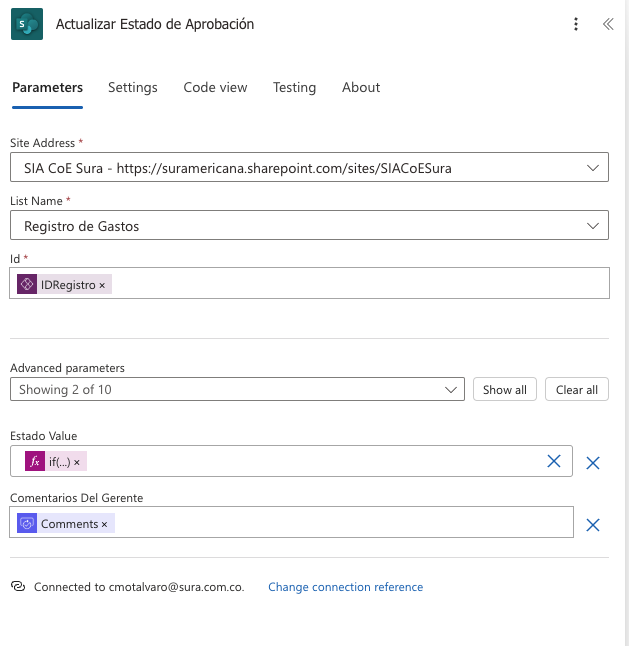 Actualizar Estado de Aprobación
Parameters Settings Code view Testing About
Site Address *
SIA CoE Sura - https://suramericana.sharepoint.com/sites/SIACoESura
List Name *
Registro de Gastos
Id *
IDRegistro ×
Advanced parameters
Showing 2 of 10 Show all Clear all
Estado Value
fx if(...) ×
Comentarios Del Gerente
Comments ×
Connected to cmotalvaro@sura.com.co. Change connection reference